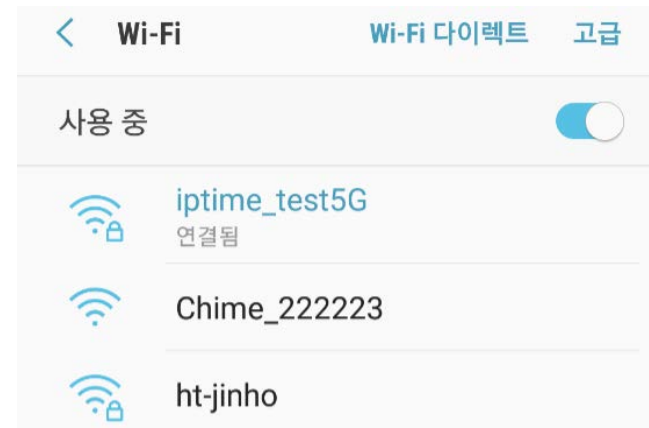 Wi-Fi Wi-Fi 다이렉트 고급
사용 중
iptime_test5G
연결됨
Chime_222223
ht-jinho